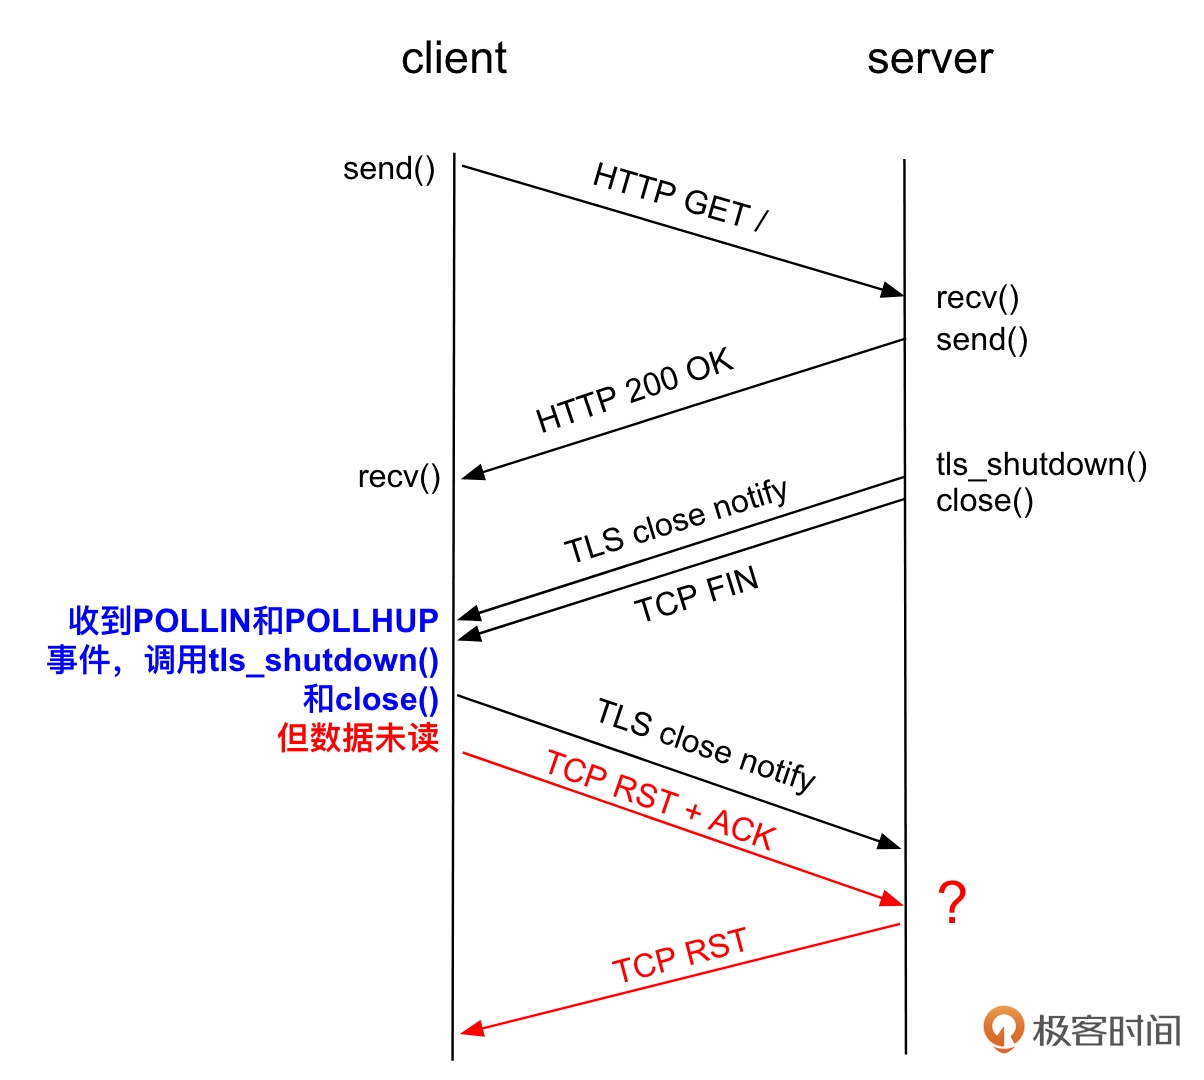 client
server
send()
HTTP GET /
recv()
send()
HTTP 200 OK
recv()
tls_shutdown()
close()
TLS close notify
TCP FIN
收到POLLIN和POLLHUP
事件，调用tls_shutdown()
和close()
但数据未读
TLS close notify
TCP RST + ACK
?
TCP RST
极客时间